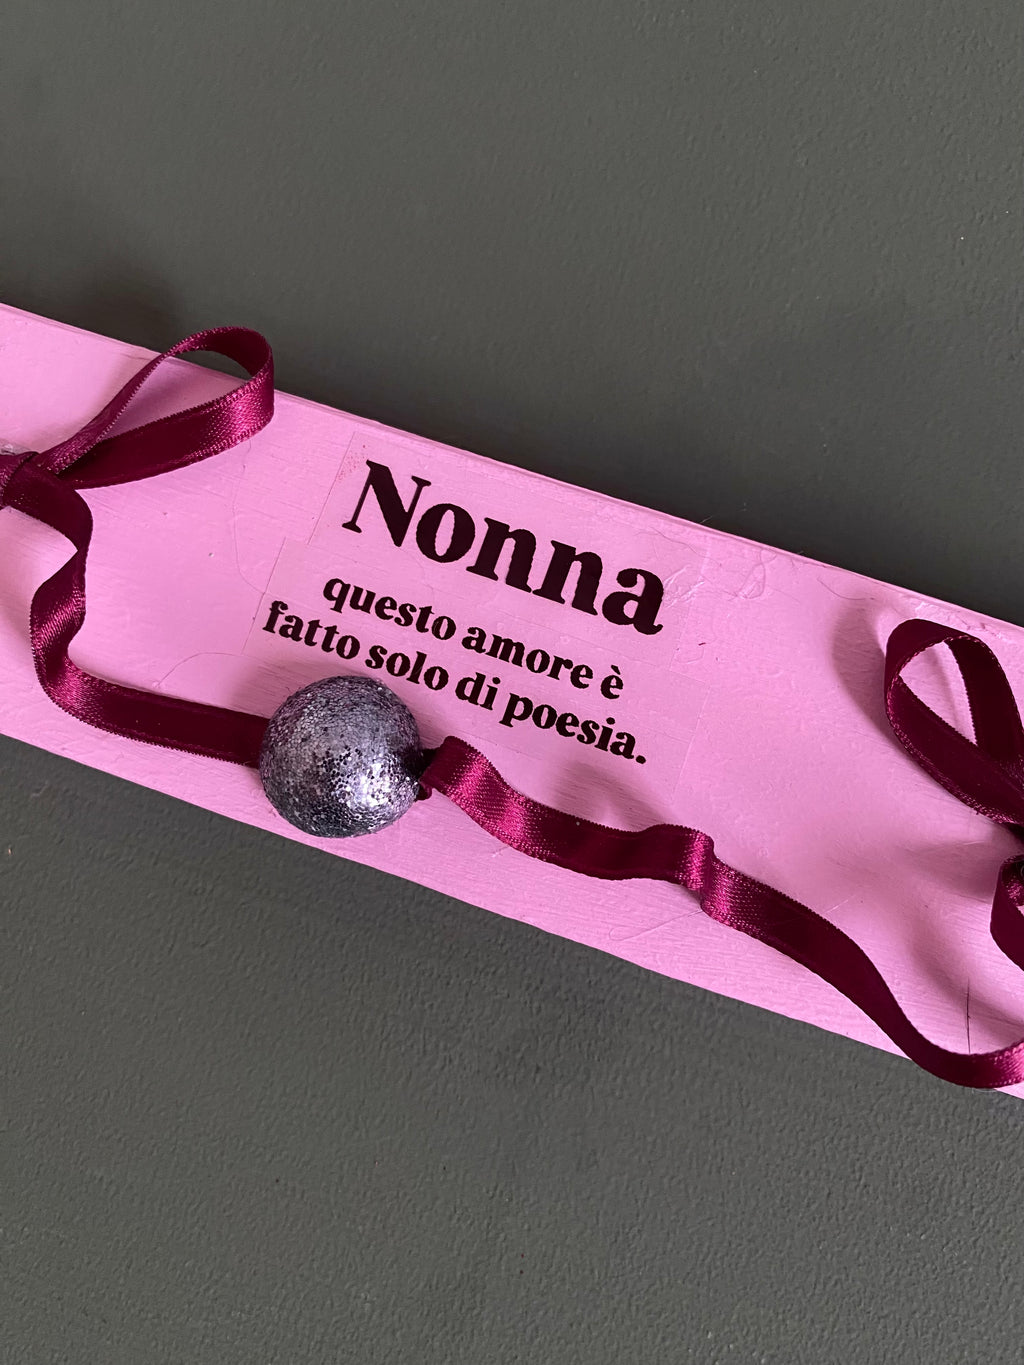 Nonna
questo amore è
fatto solo di poesia.